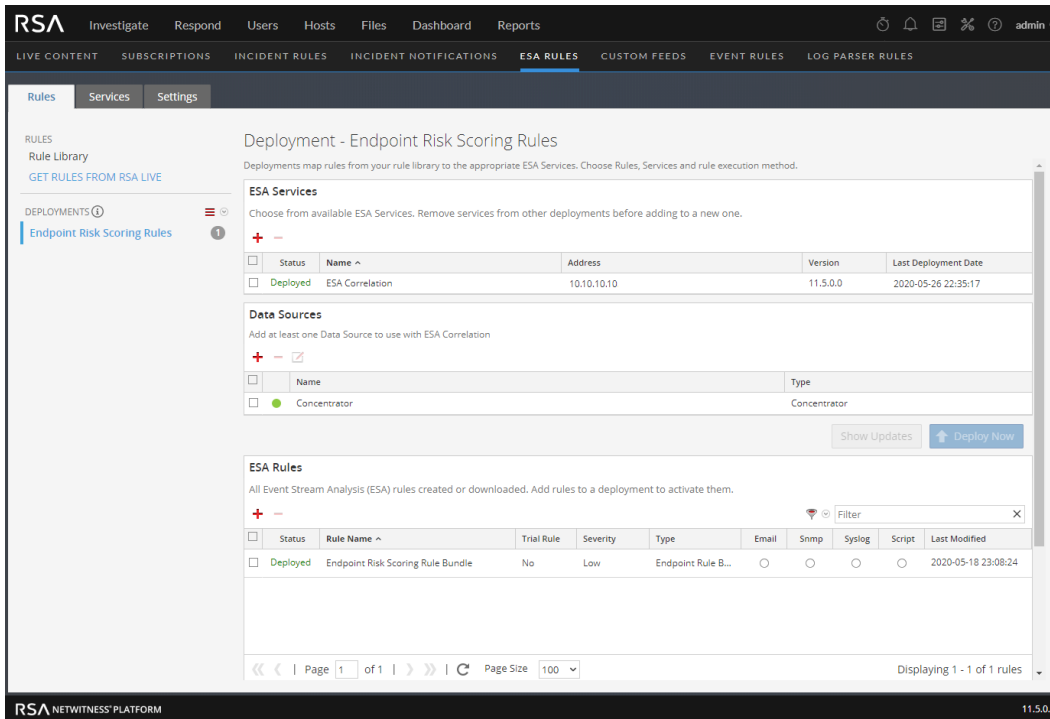 RSA Investigate Respond Users Hosts Files Dashboard Reports admin
LIVE CONTENT SUBSCRIPTIONS INCIDENT RULES INCIDENT NOTIFICATIONS ESA RULES CUSTOM FEEDS EVENT RULES LOG PARSER RULES
Rules Services Settings
RULES
Rule Library
GET RULES FROM RSA LIVE
DEPLOYMENTS
Endpoint Risk Scoring Rules 1
Deployment - Endpoint Risk Scoring Rules
Deployments map rules from your rule library to the appropriate ESA Services. Choose Rules, Services and rule execution method.
ESA Services
Choose from available ESA Services. Remove services from other deployments before adding to a new one.
Status Name Address Version Last Deployment Date
Deployed ESA Correlation 10.10.10.10 11.5.0.0 2020-05-26 22:35:17
Data Sources
Add at least one Data Source to use with ESA Correlation
Name Type
Concentrator Concentrator
Show Updates Deploy Now
ESA Rules
All Event Stream Analysis (ESA) rules created or downloaded. Add rules to a deployment to activate them.
Filter
Status Rule Name Trial Rule Severity Type Email Snmp Syslog Script Last Modified
Deployed Endpoint Risk Scoring Rule Bundle No Low Endpoint Rule B... 2020-05-18 23:08:24
Page 1 of 1 Page Size 100 Displaying 1 - 1 of 1 rules
RSA NETWITNESS® PLATFORM 11.5.0.